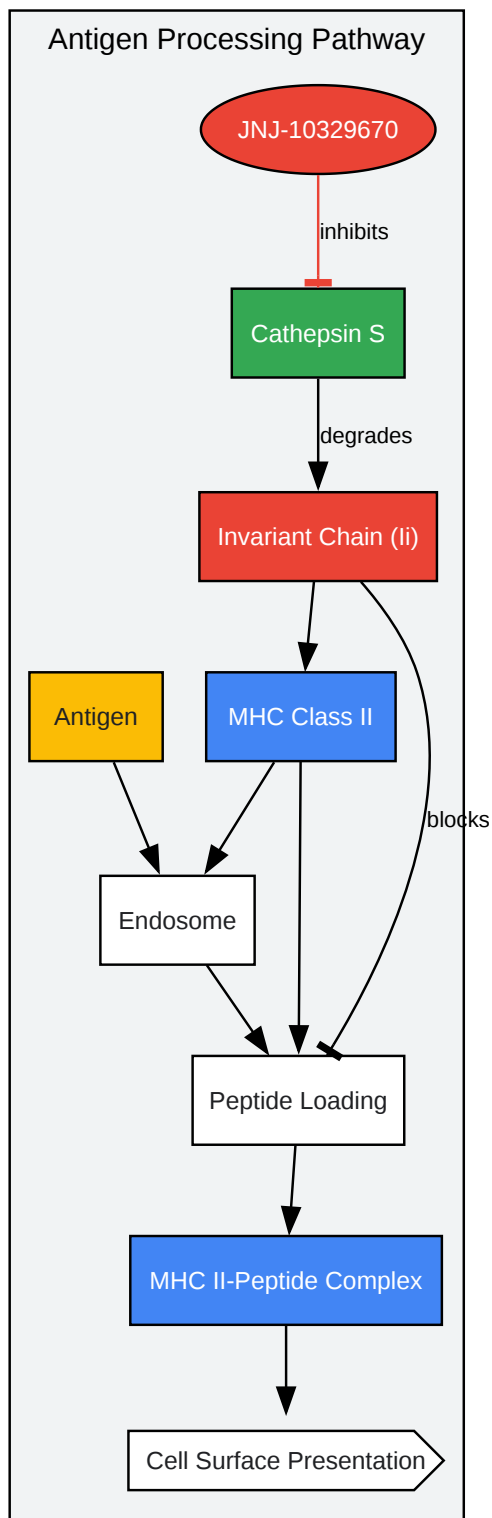 Antigen Processing Pathway
JNJ-10329670
inhibits
Cathepsin S
degrades
Invariant Chain (Ii)
Antigen
MHC Class II
blocks
Endosome
Peptide Loading
MHC II-Peptide Complex
Cell Surface Presentation